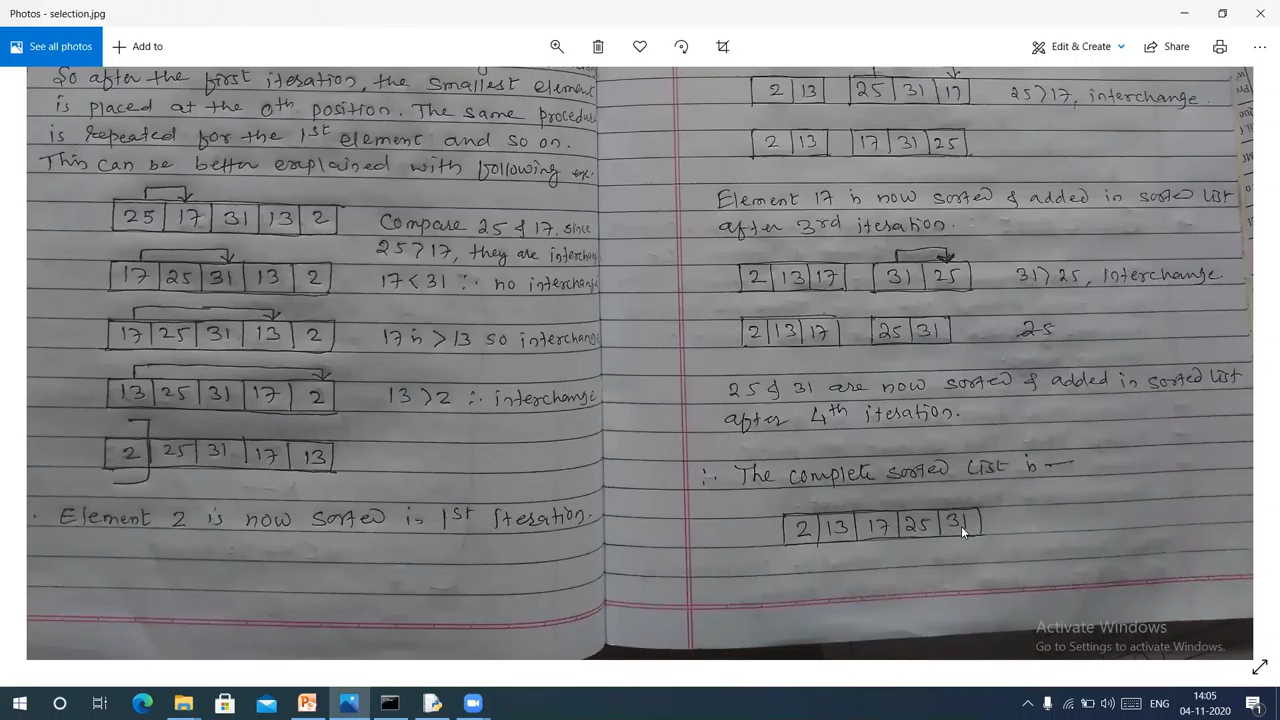 Photos - selection.jpg
See all photos
Add to
Edit & Create
Share
So after the first iteration, the smallest element
is placed at the 0th position. The same procedure
is repeated for the 1st element and so on.
This can be better explained with following ex.
25 17 31 13 2
Compare 25 & 17. since
25 > 17, they are interchan
17 25 31 13 2
17 < 31 ∴ no interchange
17 25 31 13 2
17 is > 13 so interchang
13 25 31 17 2
13 > 2 ∴ interchange
2 25 31 17 13
Element 2 is now sorted in 1st Iteration.
2 13 25 31 17 25 > 17, interchange.
2 13 17 31 25
Element 17 is now sorted & added in sorted list
after 3rd iteration.
2 13 17 31 25 31 > 25, Interchange
2 13 17 25 31 25
25 & 31 are now sorted & added in sorted list
after 4th iteration.
∴ The complete sorted list is —
2 13 17 25 31
Activate Windows
Go to Settings to activate Windows.
ENG
14:05
04-11-2020